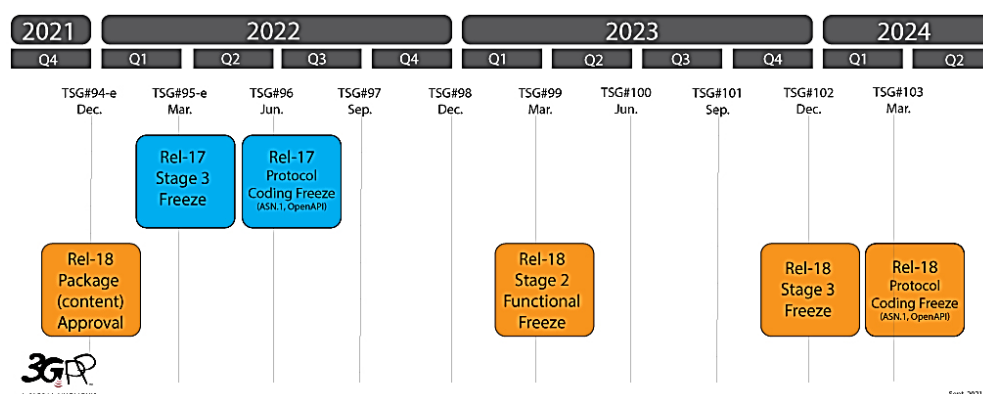 2021 2022 2023 2024
Q4 Q1 Q2 Q3 Q4 Q1 Q2 Q3 Q4 Q1 Q2
TSG#94-e TSG#95-e TSG#96 TSG#97 TSG#98 TSG#99 TSG#100 TSG#101 TSG#102 TSG#103
Dec. Mar. Jun. Sep. Dec. Mar. Jun. Sep. Dec. Mar.
Rel-17
Stage 3
Freeze
Rel-17
Protocol
Coding Freeze
(ASN.1, OpenAPI)
Rel-18
Package
(content)
Approval
Rel-18
Stage 2
Functional
Freeze
Rel-18
Stage 3
Freeze
Rel-18
Protocol
Coding Freeze
(ASN.1, OpenAPI)
3GPP